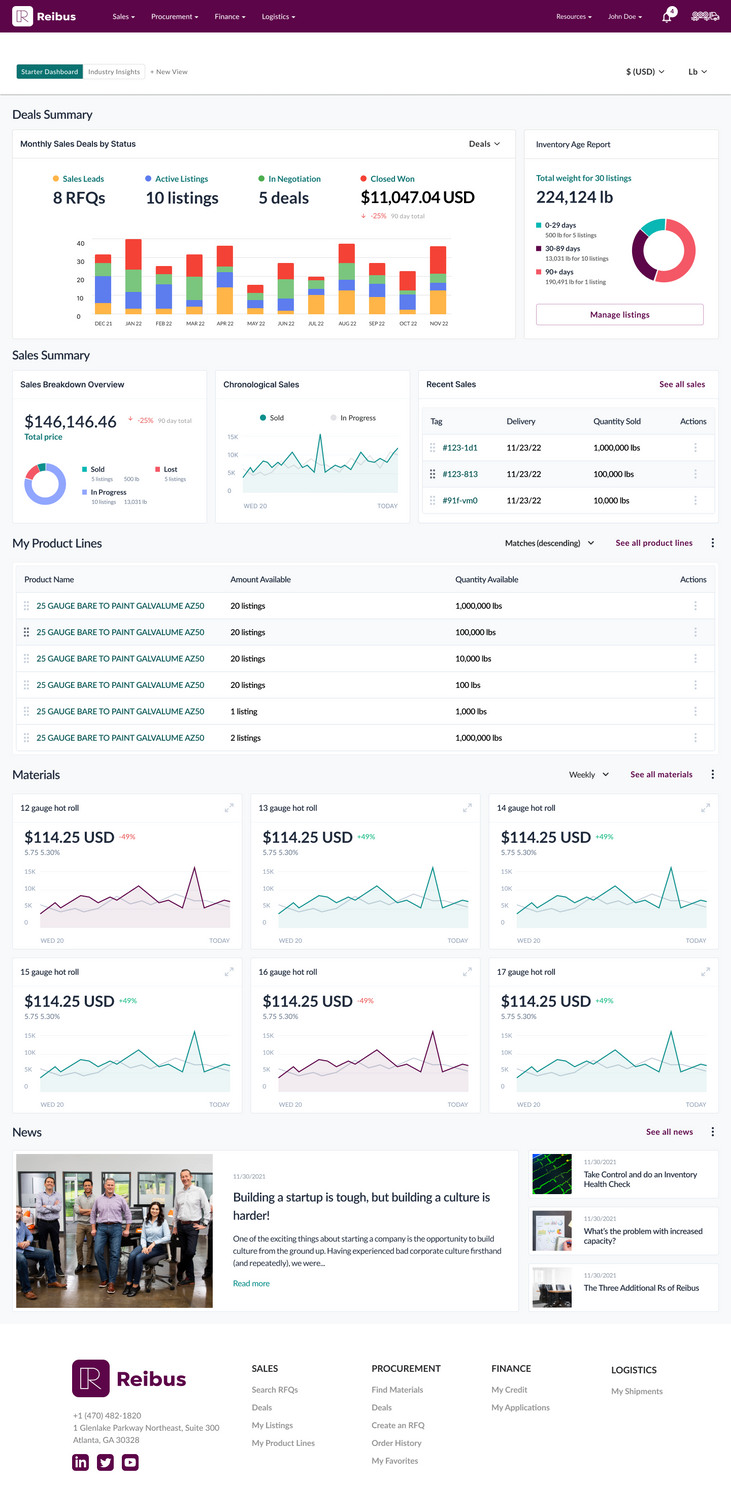 Reibus
Sales
Procurement
Finance
Logistics
Resources
John Doe
4
Starter Dashboard
Industry Insights
+ New View
$ (USD)
Lb
Deals Summary
Monthly Sales Deals by Status
Deals
Sales Leads
8 RFQs
Active Listings
10 listings
In Negotiation
5 deals
Closed Won
$11,047.04 USD
-25% 90 day total
40
30
20
10
0
DEC 21 JAN 22 FEB 22 MAR 22 APR 22 MAY 22 JUN 22 JUL 22 AUG 22 SEP 22 OCT 22 NOV 22
Inventory Age Report
Total weight for 30 listings
224,124 lb
0-29 days
500 lb for 5 listings
30-89 days
13,031 lb for 10 listings
90+ days
190,491 lb for 1 listing
Manage listings
Sales Summary
Sales Breakdown Overview
$146,146.46
-25% 90 day total
Total price
Sold
5 listings 500 lb
Lost
5 listings
In Progress
10 listings 13,031 lb
Chronological Sales
Sold
In Progress
15K
10K
5K
0
WED 20
TODAY
Recent Sales
See all sales
Tag Delivery Quantity Sold Actions
#123-1d1 11/23/22 1,000,000 lbs
#123-813 11/23/22 100,000 lbs
#91f-vm0 11/23/22 10,000 lbs
My Product Lines
Matches (descending)
See all product lines
Product Name Amount Available Quantity Available Actions
25 GAUGE BARE TO PAINT GALVALUME AZ50 20 listings 1,000,000 lbs
25 GAUGE BARE TO PAINT GALVALUME AZ50 20 listings 100,000 lbs
25 GAUGE BARE TO PAINT GALVALUME AZ50 20 listings 10,000 lbs
25 GAUGE BARE TO PAINT GALVALUME AZ50 20 listings 100 lbs
25 GAUGE BARE TO PAINT GALVALUME AZ50 1 listing 1,000 lbs
25 GAUGE BARE TO PAINT GALVALUME AZ50 2 listings 1,000,000 lbs
Materials
Weekly
See all materials
12 gauge hot roll
$114.25 USD -49%
5.75 5.30%
15K
10K
5K
0
WED 20
TODAY
13 gauge hot roll
$114.25 USD +49%
5.75 5.30%
15K
10K
5K
0
WED 20
TODAY
14 gauge hot roll
$114.25 USD +49%
5.75 5.30%
15K
10K
5K
0
WED 20
TODAY
15 gauge hot roll
$114.25 USD +49%
5.75 5.30%
15K
10K
5K
0
WED 20
TODAY
16 gauge hot roll
$114.25 USD -49%
5.75 5.30%
15K
10K
5K
0
WED 20
TODAY
17 gauge hot roll
$114.25 USD +49%
5.75 5.30%
15K
10K
5K
0
WED 20
TODAY
News
See all news
11/30/2021
Building a startup is tough, but building a culture is
harder!
One of the exciting things about starting a company is the opportunity to build
culture from the ground up. Having experienced bad corporate culture firsthand
(and repeatedly), we were...
Read more
11/30/2021
Take Control and do an Inventory
Health Check
11/30/2021
What's the problem with increased
capacity?
11/30/2021
The Three Additional Rs of Reibus
Reibus
+1 (470) 482-1820
1 Glenlake Parkway Northeast, Suite 300
Atlanta, GA 30328
SALES
Search RFQs
Deals
My Listings
My Product Lines
PROCUREMENT
Find Materials
Deals
Create an RFQ
Order History
My Favorites
FINANCE
My Credit
My Applications
LOGISTICS
My Shipments